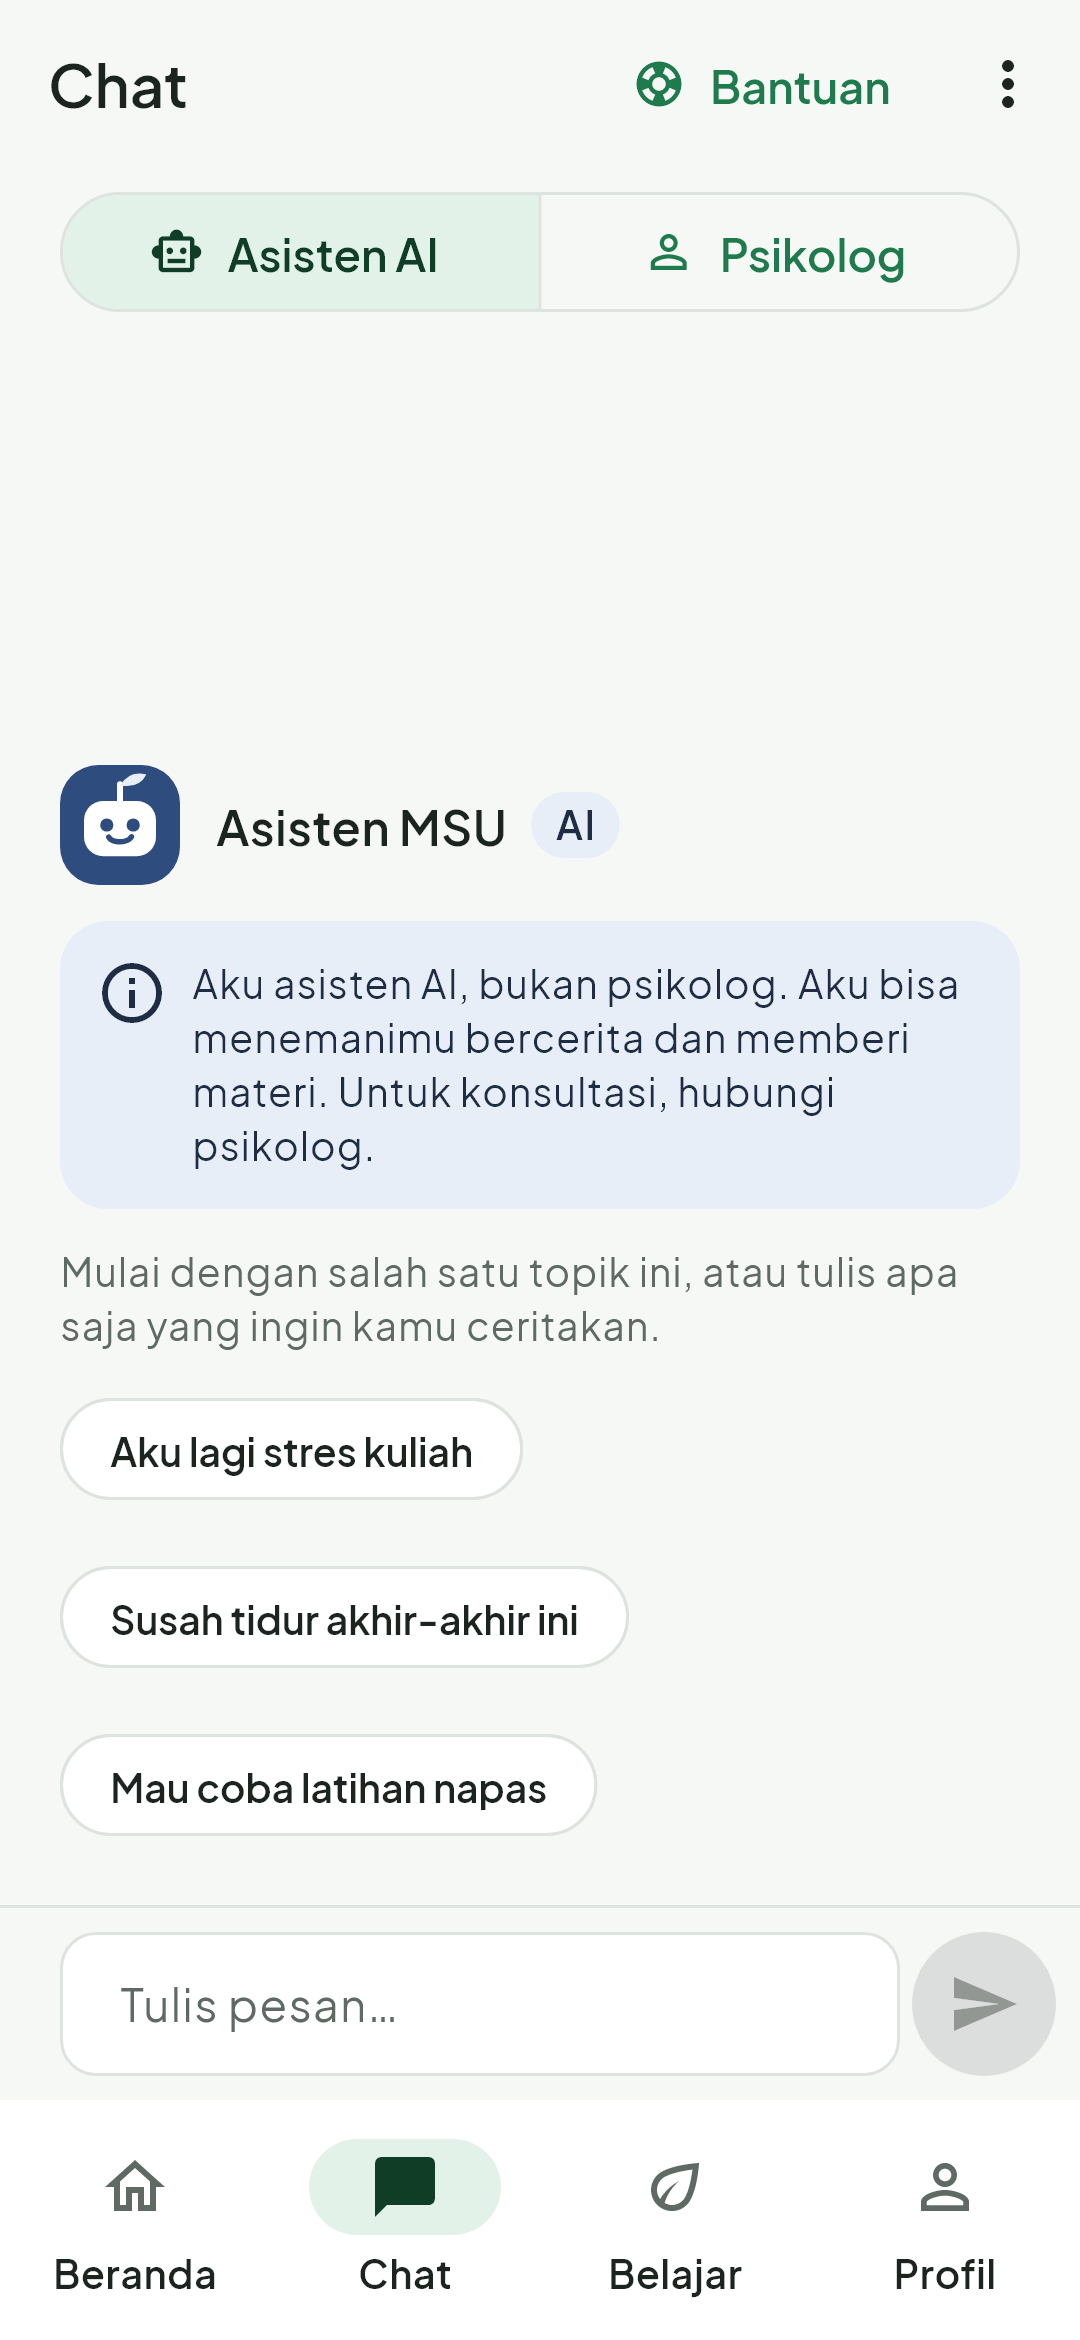 Chat
Bantuan
Asisten AI
Psikolog
Asisten MSU
AI
Aku asisten AI, bukan psikolog. Aku bisa
menemanimu bercerita dan memberi
materi. Untuk konsultasi, hubungi
psikolog.
Mulai dengan salah satu topik ini, atau tulis apa
saja yang ingin kamu ceritakan.
Aku lagi stres kuliah
Susah tidur akhir-akhir ini
Mau coba latihan napas
Tulis pesan…
Beranda
Chat
Belajar
Profil